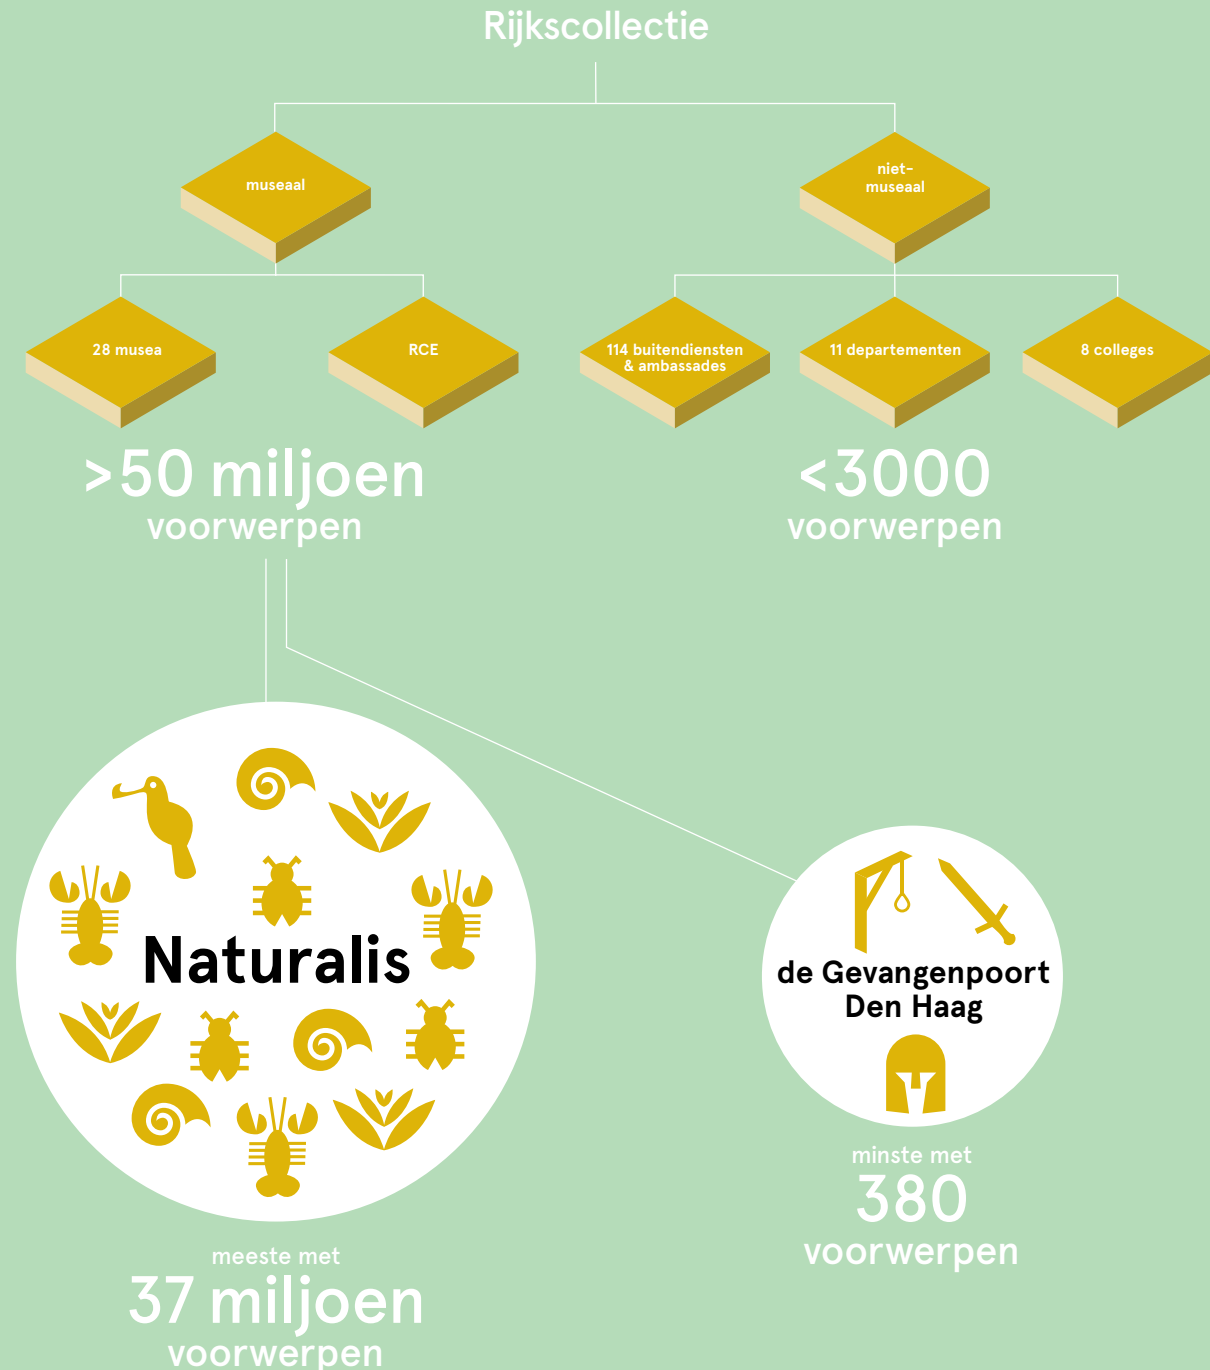 Rijkscollectie
museaal
niet-
museaal
28 musea
RCE
114 buitendiensten
& ambassades
11 departementen
8 colleges
>50 miljoen
voorwerpen
<3000
voorwerpen
Naturalis
de Gevangenpoort
Den Haag
minste met
380
voorwerpen
meeste met
37 miljoen
voorwerpen